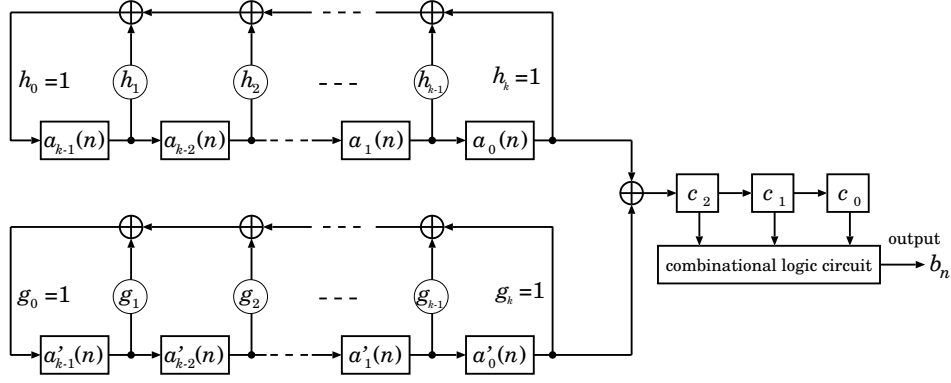 h₀=1 h₁ h₂ hₖ₋₁ hₖ=1
aₖ₋₁(n) aₖ₋₂(n) a₁(n) a₀(n)
c₂ c₁ c₀
combinational logic circuit
output
bₙ
g₀=1 g₁ g₂ gₖ₋₁ gₖ=1
a'ₖ₋₁(n) a'ₖ₋₂(n) a'₁(n) a'₀(n)